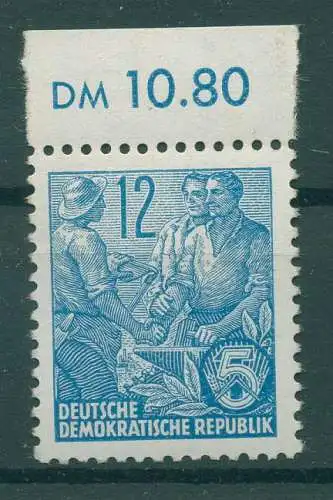 DM 10.80
12
5
DEUTSCHE
DEMOKRATISCHE REPUBLIK